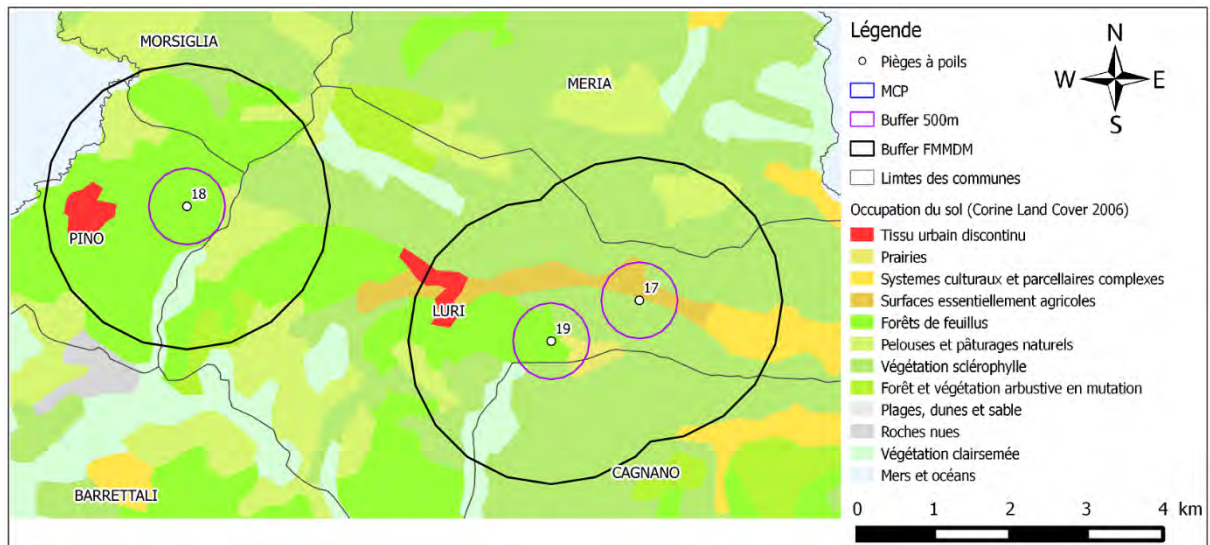 MORSIGLIA
MERIA
18
PINO
17
LURI
19
CAGNANO
BARRETTALI
Légende
Pièges à poils
MCP
Buffer 500m
Buffer FMMDM
Limtes des communes
Occupation du sol (Corine Land Cover 2006)
Tissu urbain discontinu
Prairies
Systemes culturaux et parcellaires complexes
Surfaces essentiellement agricoles
Forêts de feuillus
Pelouses et pâturages naturels
Végétation sclérophylle
Forêt et végétation arbustive en mutation
Plages, dunes et sable
Roches nues
Végétation clairsemée
Mers et océans
N
W E
S
0 1 2 3 4 km